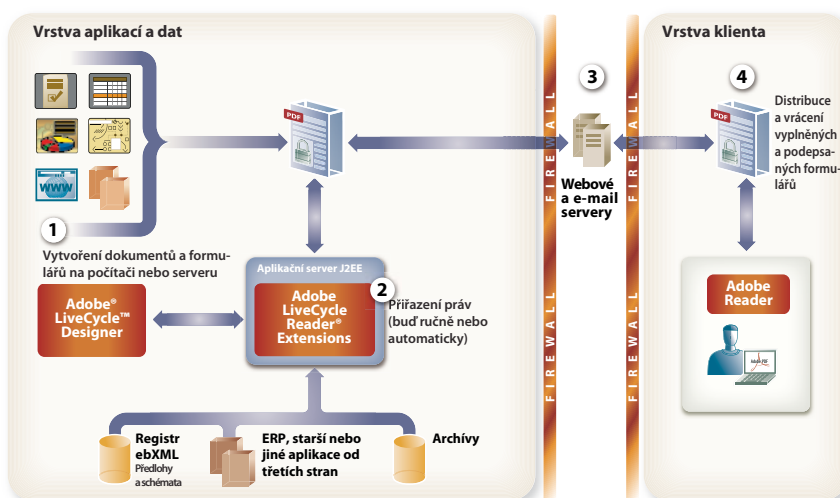 Vrstva aplikací a dat
PDF
WWW
1
Vytvoření dokumentů a formu-
lářů na počítači nebo serveru
Adobe®
LiveCycle™
Designer
Aplikační server J2EE
Adobe
LiveCycle
Reader®
Extensions
2
Přiřazení práv
(buď ručně nebo
automaticky)
Registr
ebXML
Předlohy
a schémata
ERP, starší nebo
jiné aplikace od
třetích stran
Archívy
FIREWALL
FIREWALL
3
Webové
a e-mail
servery
FIREWALL
FIREWALL
Vrstva klienta
4
PDF
Distribuce
a vrácení
vyplněných
a podepsa-
ných formu-
lářů
Adobe
Reader
Adobe PDF